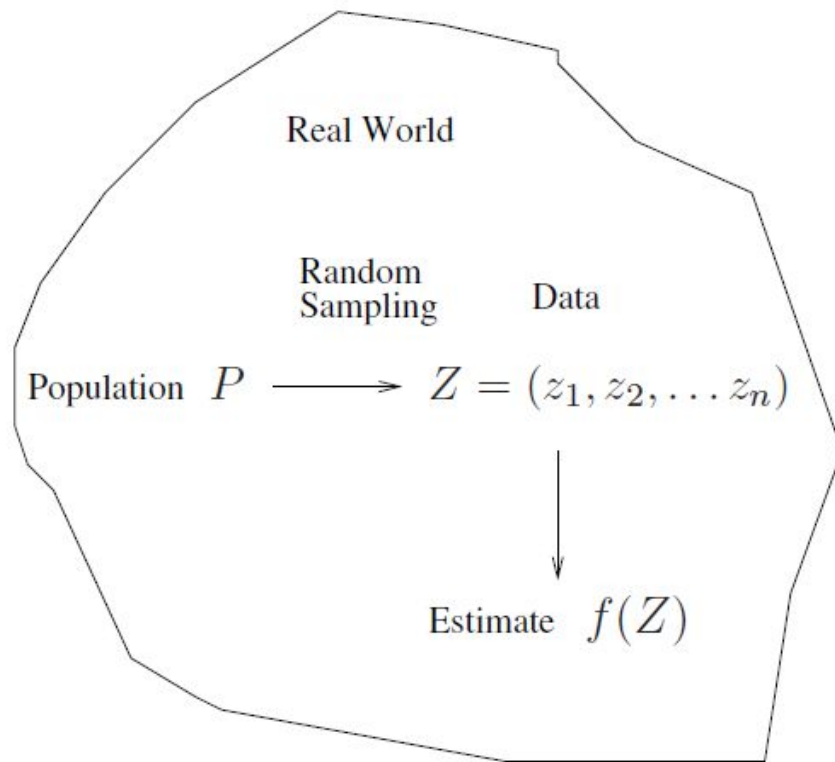 Real World
Random
Sampling
Data
Population P
Z = (z₁, z₂, . . . zₙ)
Estimate f(Z)